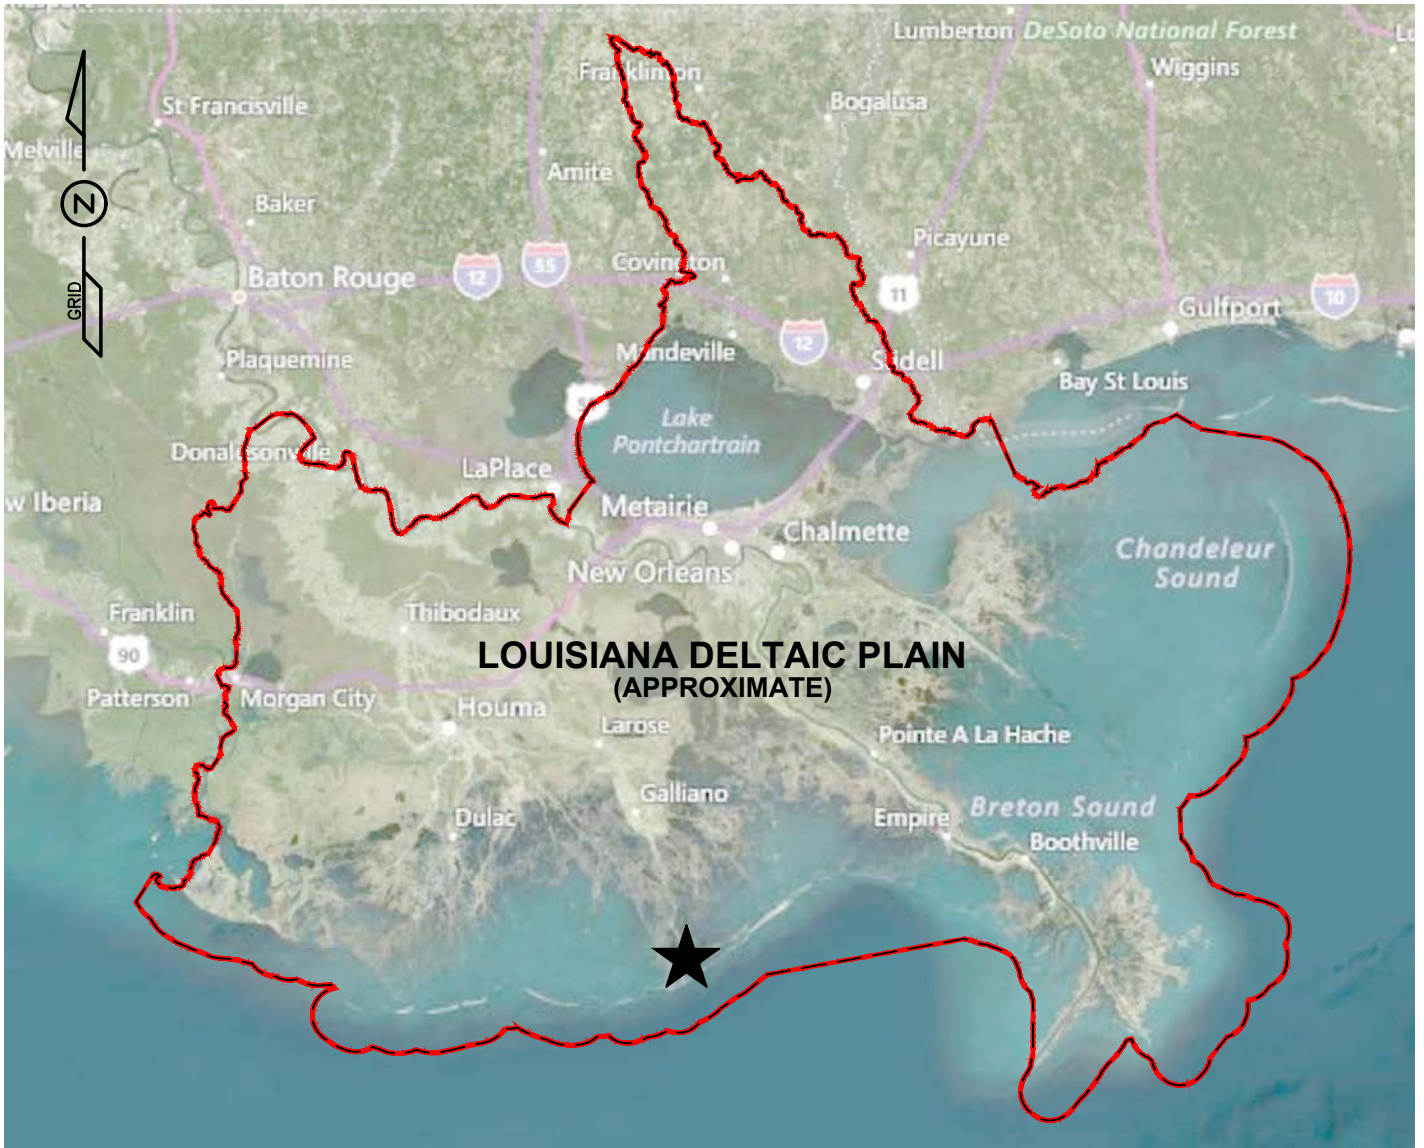 Lumberton
DeSoto National Forest
Wiggins
Franklinton
St Francisville
Bogalusa
Melville
Amite
N
Baker
Picayune
Covington
Baton Rouge
12
55
11
10
GRID
Gulfport
12
Mandeville
Slidell
Plaquemine
Bay St Louis
Lake
Pontchartrain
Donaldsonville
LaPlace
w Iberia
Metairie
Chalmette
Chandeleur
Sound
New Orleans
Franklin
Thibodaux
90
LOUISIANA DELTAIC PLAIN
(APPROXIMATE)
Patterson
Morgan City
Houma
Larose
Pointe A La Hache
Galliano
Breton Sound
Dulac
Empire
Boothville